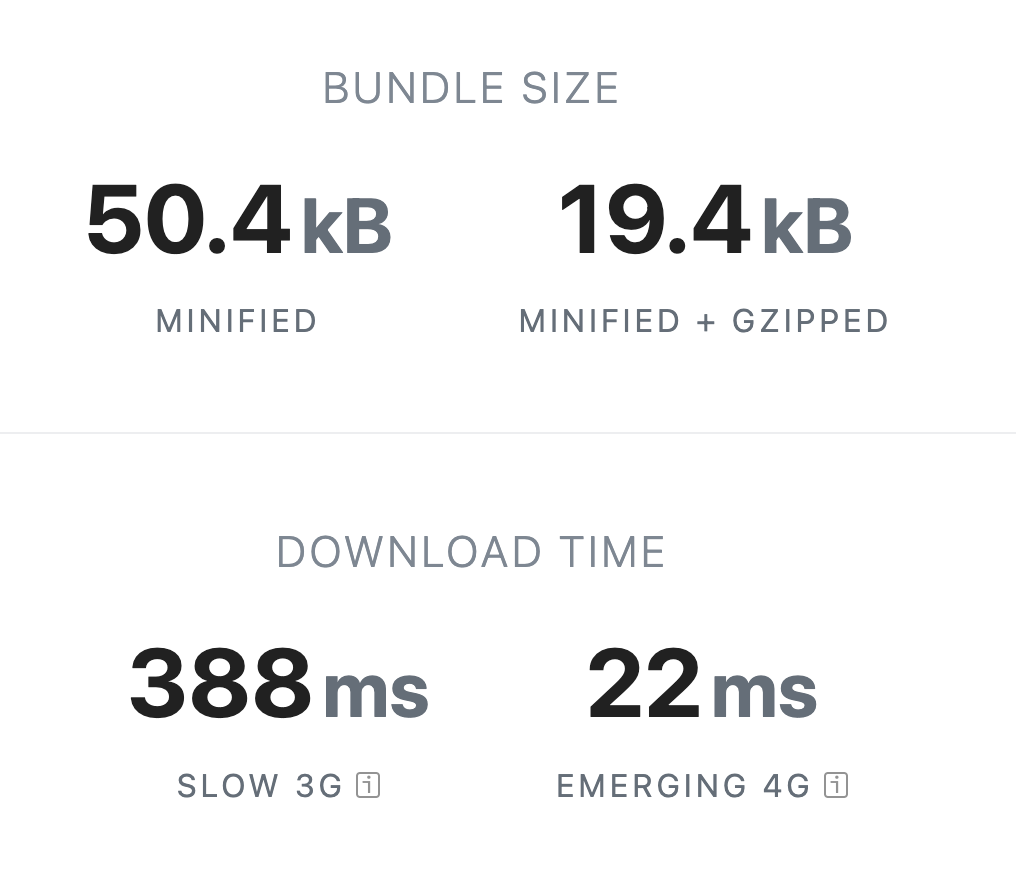 BUNDLE SIZE
50.4 kB 19.4 kB
MINIFIED MINIFIED + GZIPPED
DOWNLOAD TIME
388 ms 22 ms
SLOW 3G i EMERGING 4G i